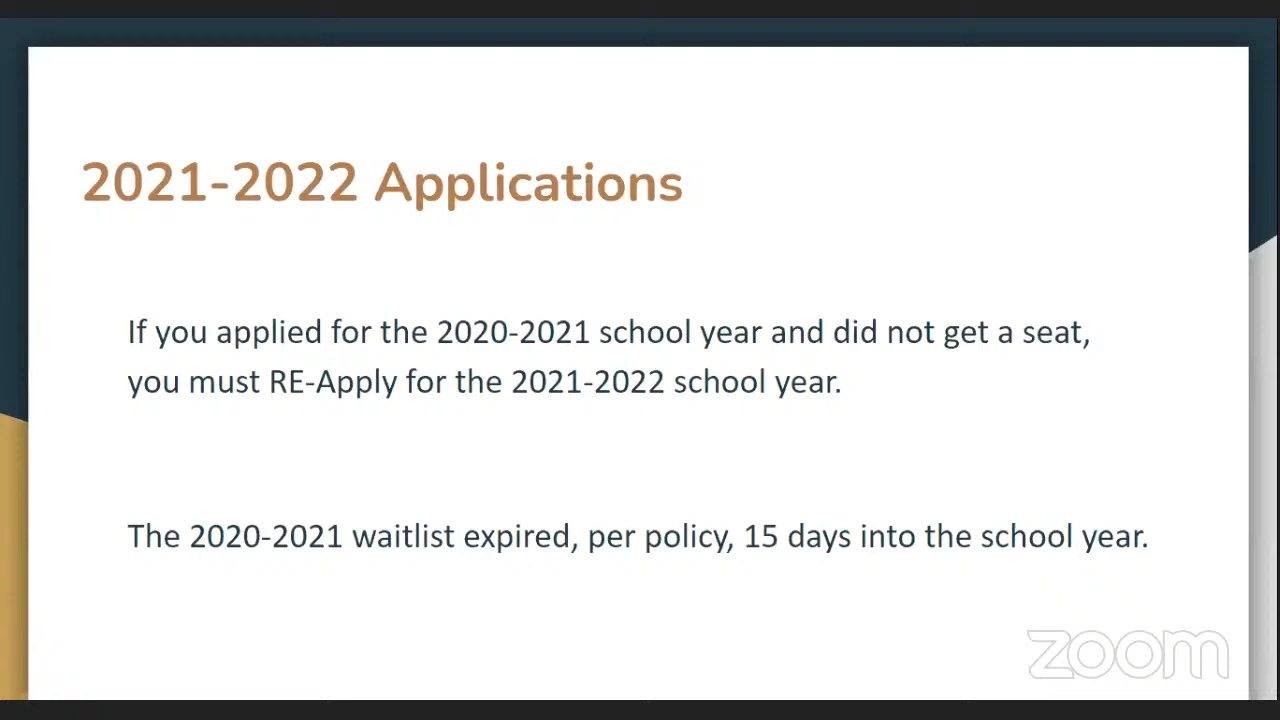 2021-2022 Applications
If you applied for the 2020-2021 school year and did not get a seat,
you must RE-Apply for the 2021-2022 school year.
The 2020-2021 waitlist expired, per policy, 15 days into the school year.
zoom